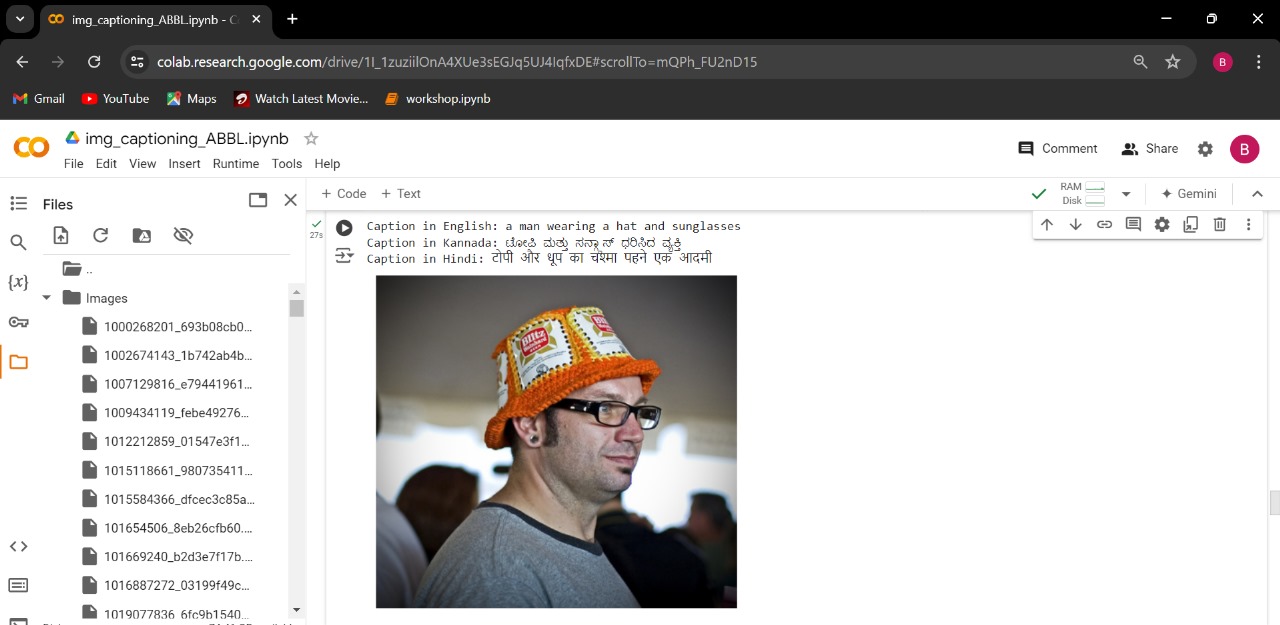 img_captioning_ABBL.ipynb - C
colab.research.google.com/drive/1I_1zuziilOnA4XUe3sEGJq5UJ4IqfxDE#scrollTo=mQPh_FU2nD15
B
Gmail YouTube Maps Watch Latest Movie... workshop.ipynb
img_captioning_ABBL.ipynb
File Edit View Insert Runtime Tools Help
Comment Share B
Files
+ Code + Text
RAM
Disk
Gemini
{x}
..
Images
1000268201_693b08cb0...
1002674143_1b742ab4b...
1007129816_e79441961...
1009434119_febe49276...
1012212859_01547e3f1...
1015118661_980735411...
1015584366_dfcec3c85a...
101654506_8eb26cfb60....
101669240_b2d3e7f17b....
1016887272_03199f49c...
1019077836_6fc9b1540...
27s
Caption in English: a man wearing a hat and sunglasses
Caption in Kannada: ಟೋಪಿ ಮತ್ತು ಸನ್ಗ್ಲಾಸ್ ಧರಿಸಿದ ವ್ಯಕ್ತಿ
Caption in Hindi: टोपी और धूप का चश्मा पहने एक आदमी
Blitz